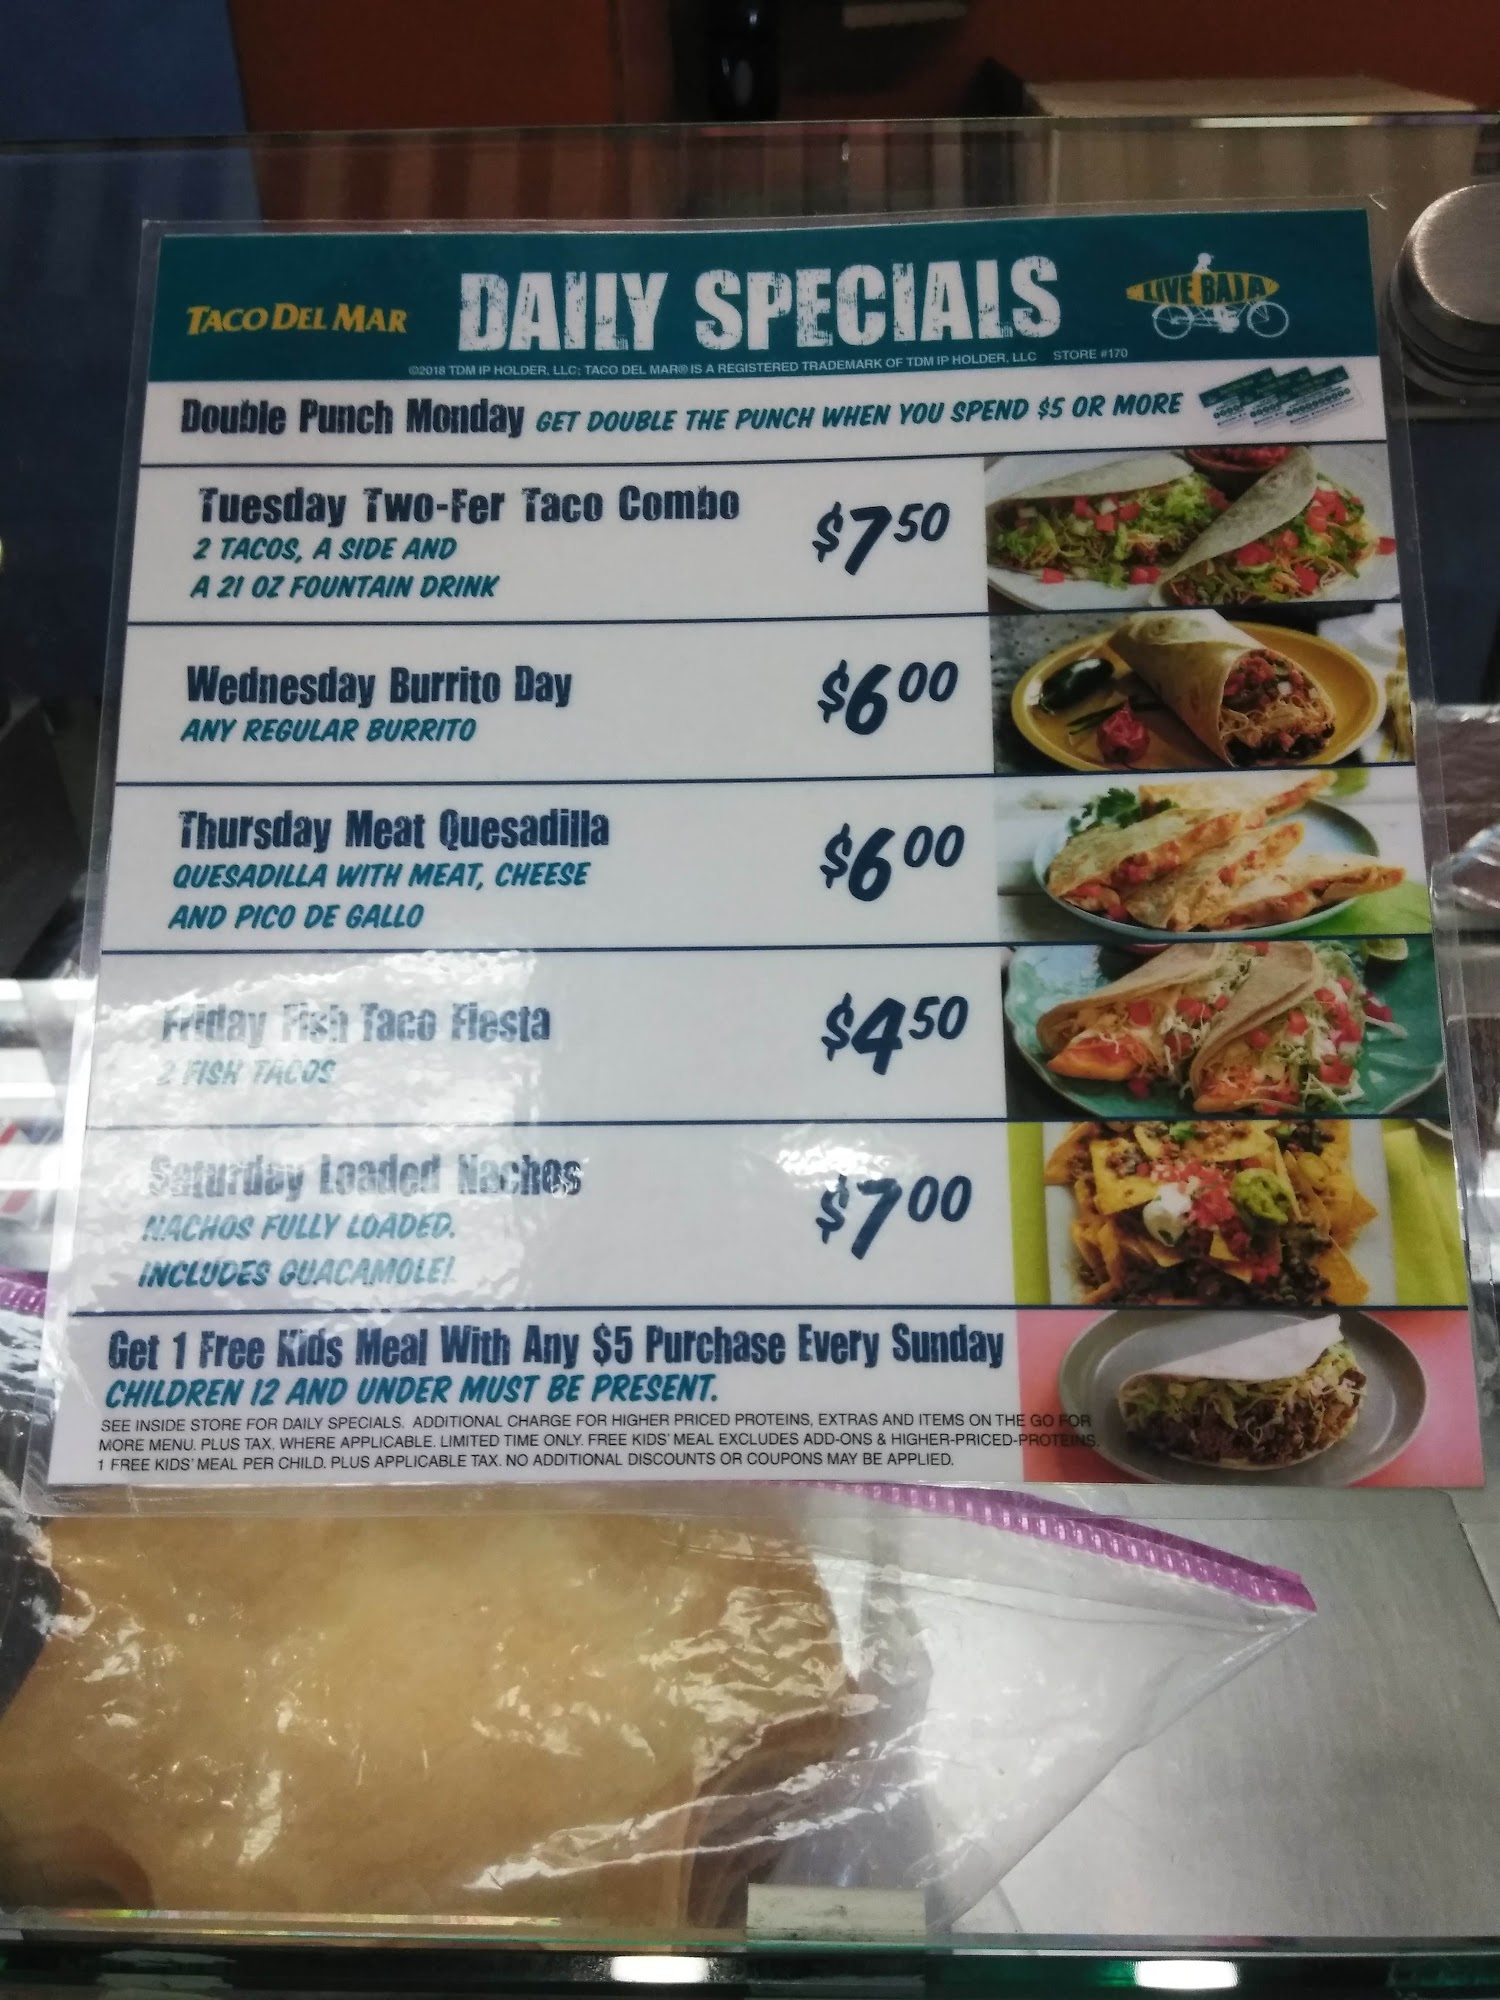 TACO DEL MAR
DAILY SPECIALS
LIVE BAJA
©2018 TDM IP HOLDER, LLC; TACO DEL MAR® IS A REGISTERED TRADEMARK OF TDM IP HOLDER, LLC STORE #170
Double Punch Monday GET DOUBLE THE PUNCH WHEN YOU SPEND $5 OR MORE
Tuesday Two-Fer Taco Combo
2 TACOS, A SIDE AND
A 21 OZ FOUNTAIN DRINK
$7 50
Wednesday Burrito Day
ANY REGULAR BURRITO
$6 00
Thursday Meat Quesadilla
QUESADILLA WITH MEAT, CHEESE
AND PICO DE GALLO
$6 00
Friday Fish Taco Fiesta
2 FISH TACOS
$4 50
Saturday Loaded Nachos
NACHOS FULLY LOADED.
INCLUDES GUACAMOLE!
$7 00
Get 1 Free Kids Meal With Any $5 Purchase Every Sunday
CHILDREN 12 AND UNDER MUST BE PRESENT.
SEE INSIDE STORE FOR DAILY SPECIALS. ADDITIONAL CHARGE FOR HIGHER PRICED PROTEINS, EXTRAS AND ITEMS ON THE GO FOR
MORE MENU. PLUS TAX, WHERE APPLICABLE. LIMITED TIME ONLY. FREE KIDS' MEAL EXCLUDES ADD-ONS & HIGHER-PRICED-PROTEINS.
1 FREE KIDS' MEAL PER CHILD. PLUS APPLICABLE TAX. NO ADDITIONAL DISCOUNTS OR COUPONS MAY BE APPLIED.